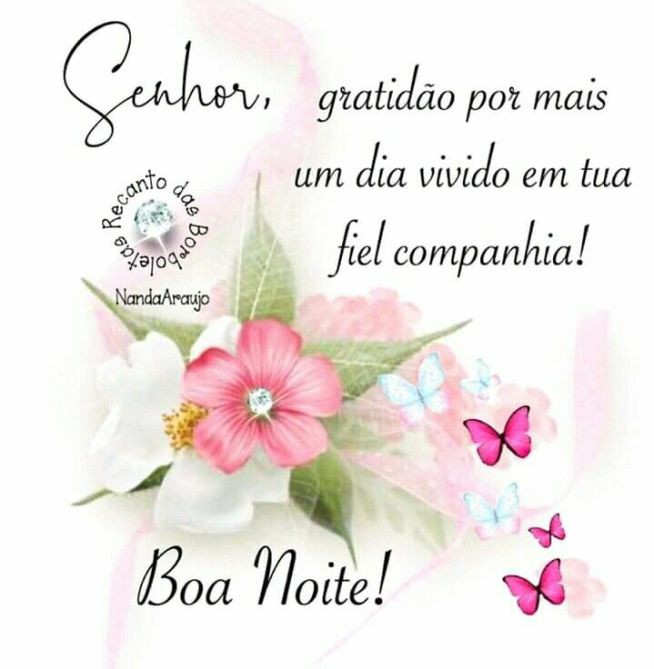 Senhor, gratidão por mais
um dia vivido em tua
fiel companhia!
Recanto das Borboletas
NandaAraujo
Boa Noite!